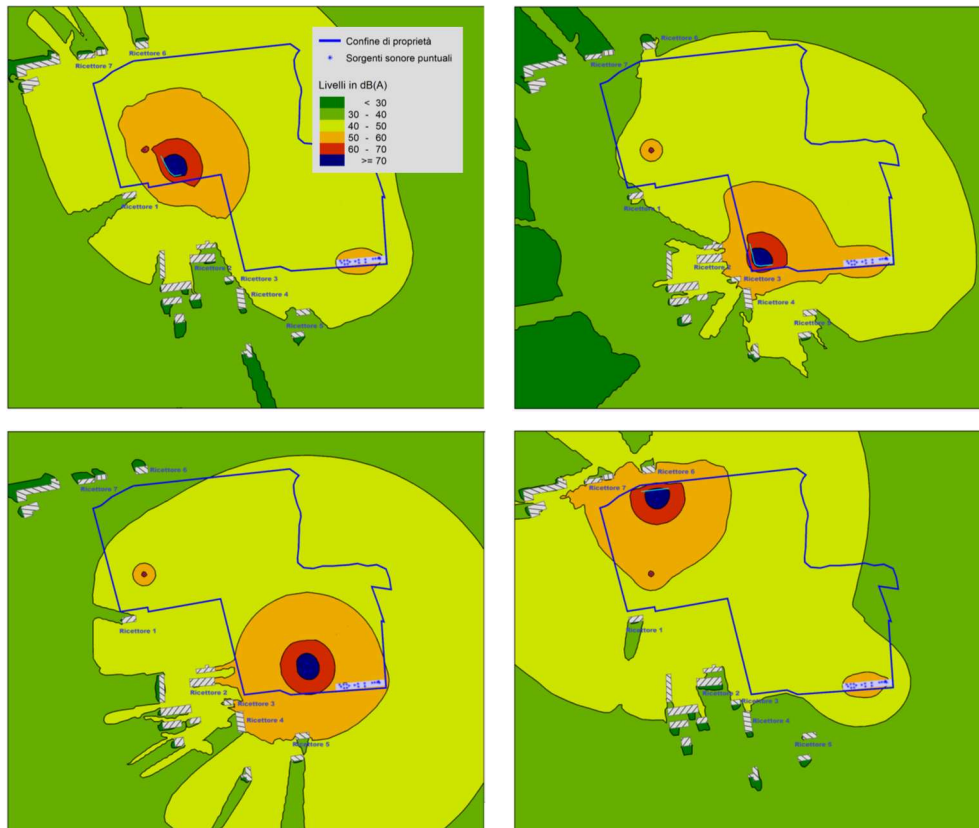 Confine di proprietà
Sorgenti sonore puntuali
Livelli in dB(A)
< 30
30 - 40
40 - 50
50 - 60
60 - 70
>= 70
Ricettore 6
Ricettore 7
Ricettore 1
Ricettore 2
Ricettore 3
Ricettore 4
Ricettore 5
Ricettore 6
Ricettore 7
Ricettore 1
Ricettore 2
Ricettore 3
Ricettore 4
Ricettore 5
Ricettore 6
Ricettore 7
Ricettore 1
Ricettore 2
Ricettore 3
Ricettore 4
Ricettore 5
Ricettore 6
Ricettore 7
Ricettore 1
Ricettore 2
Ricettore 3
Ricettore 4
Ricettore 5